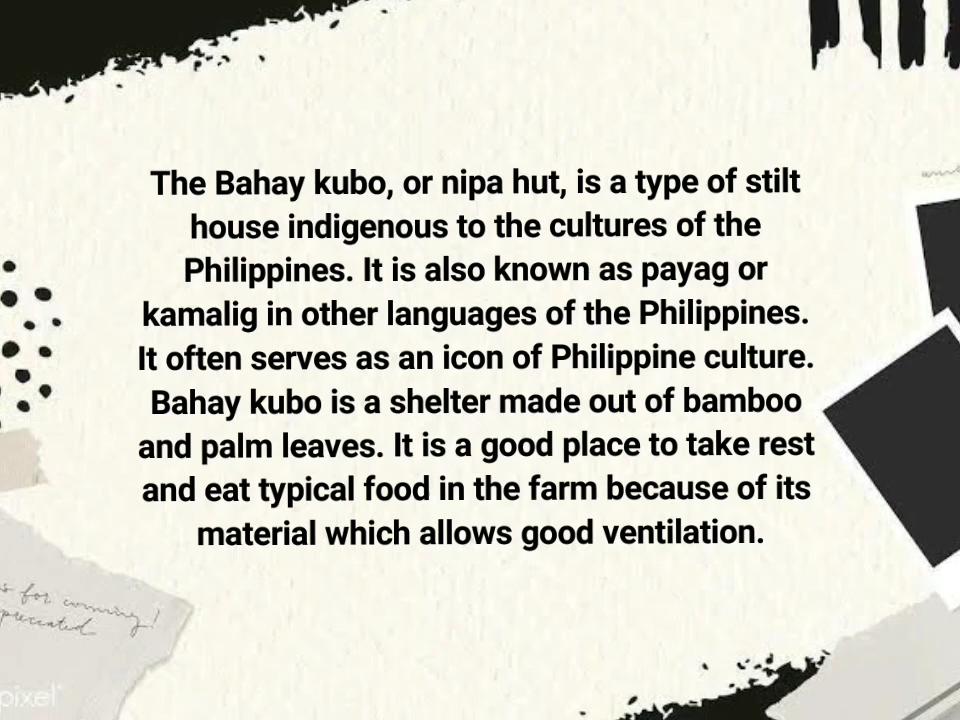 The Bahay kubo, or nipa hut, is a type of stilt
house indigenous to the cultures of the
Philippines. It is also known as payag or
kamalig in other languages of the Philippines.
It often serves as an icon of Philippine culture.
Bahay kubo is a shelter made out of bamboo
and palm leaves. It is a good place to take rest
and eat typical food in the farm because of its
material which allows good ventilation.
for coming!
pixel